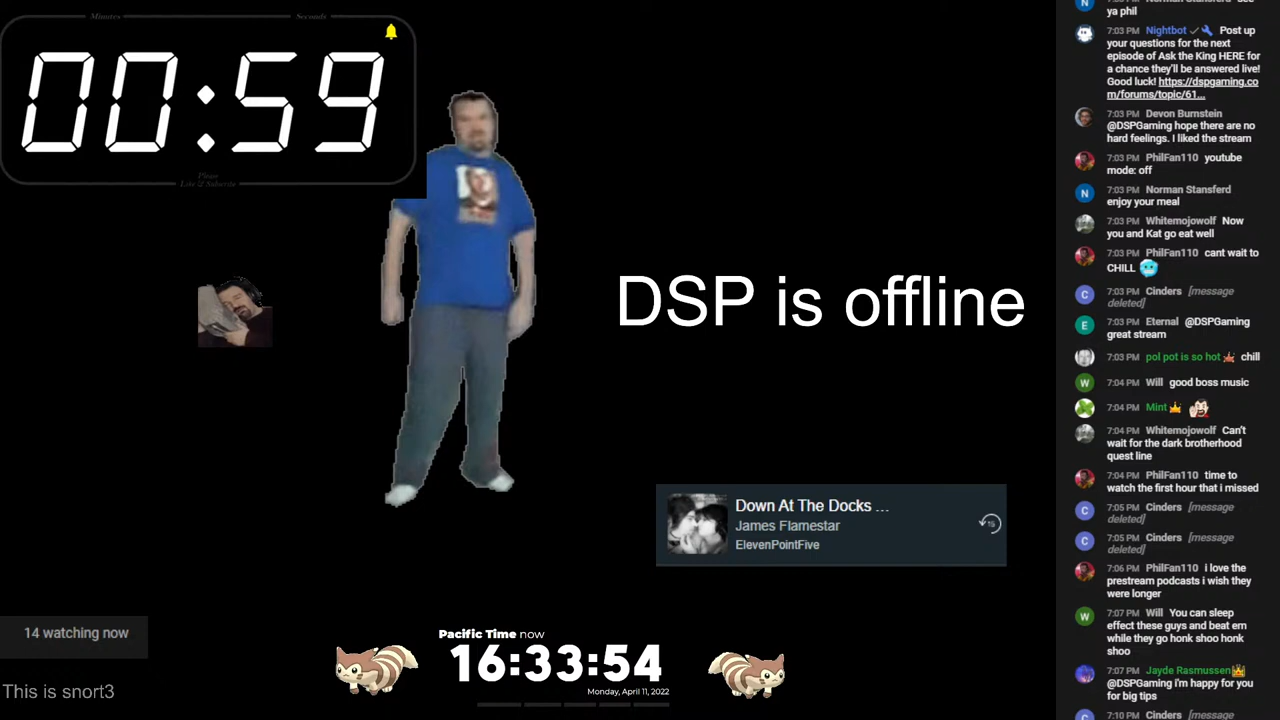 Minutes
Seconds
00:59
Please
Like & Subscribe
DSP is offline
Down At The Docks ...
James Flamestar
ElevenPointFive
15
14 watching now
This is snort3
Pacific Time now
16:33:54
Monday, April 11, 2022
ya phil
7:03 PM Nightbot Post up
your questions for the next
episode of Ask the King HERE for
a chance they'll be answered live!
Good luck! https://dspgaming.co
m/forums/topic/61...
7:03 PM Devon Burnstein
@DSPGaming hope there are no
hard feelings. I liked the stream
7:03 PM PhilFan110 youtube
mode: off
7:03 PM Norman Stansferd
enjoy your meal
7:03 PM Whitemojowolf Now
you and Kat go eat well
7:03 PM PhilFan110 cant wait to
CHILL
7:03 PM Cinders [message
deleted]
7:03 PM Eternal @DSPGaming
great stream
7:03 PM pol pot is so hot chill
7:04 PM Will good boss music
7:04 PM Mint
7:04 PM Whitemojowolf Can't
wait for the dark brotherhood
quest line
7:04 PM PhilFan110 time to
watch the first hour that i missed
7:05 PM Cinders [message
deleted]
7:05 PM Cinders [message
deleted]
7:06 PM PhilFan110 i love the
prestream podcasts i wish they
were longer
7:07 PM Will You can sleep
effect these guys and beat em
while they go honk shoo honk
shoo
7:07 PM Jayde Rasmussen
@DSPGaming i'm happy for you
for big tips
7:10 PM Cinders [message